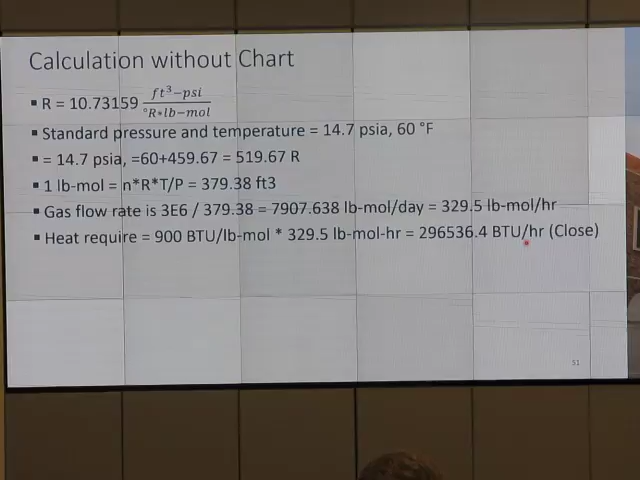 Calculation without Chart
▪ R = 10.73159 ft³−psi / °R∗lb−mol
▪ Standard pressure and temperature = 14.7 psia, 60 °F
▪ = 14.7 psia, =60+459.67 = 519.67 R
▪ 1 lb-mol = n*R*T/P = 379.38 ft3
▪ Gas flow rate is 3E6 / 379.38 = 7907.638 lb-mol/day = 329.5 lb-mol/hr
▪ Heat require = 900 BTU/lb-mol * 329.5 lb-mol-hr = 296536.4 BTU/hr (Close)
51